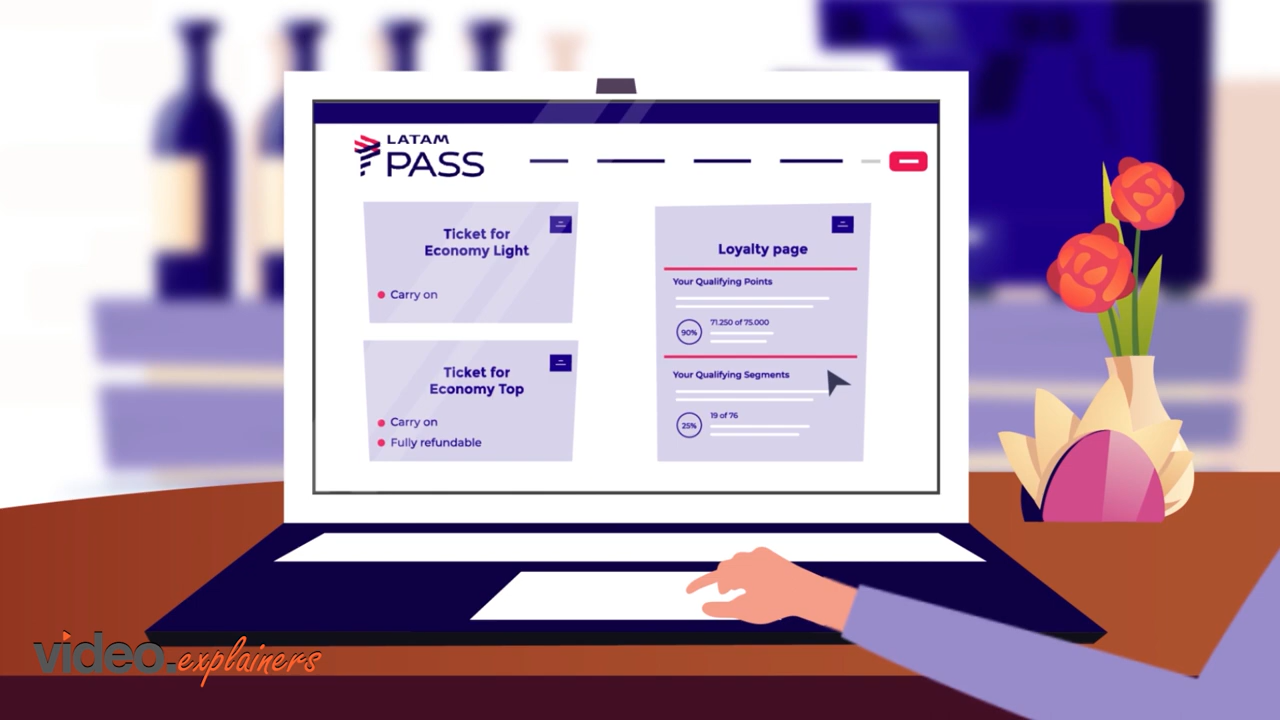 LATAM
PASS
Ticket for
Economy Light
Carry on
Ticket for
Economy Top
Carry on
Fully refundable
Loyalty page
Your Qualifying Points
90%
71.250 of 75.000
Your Qualifying Segments
25%
19 of 76
video.explainers